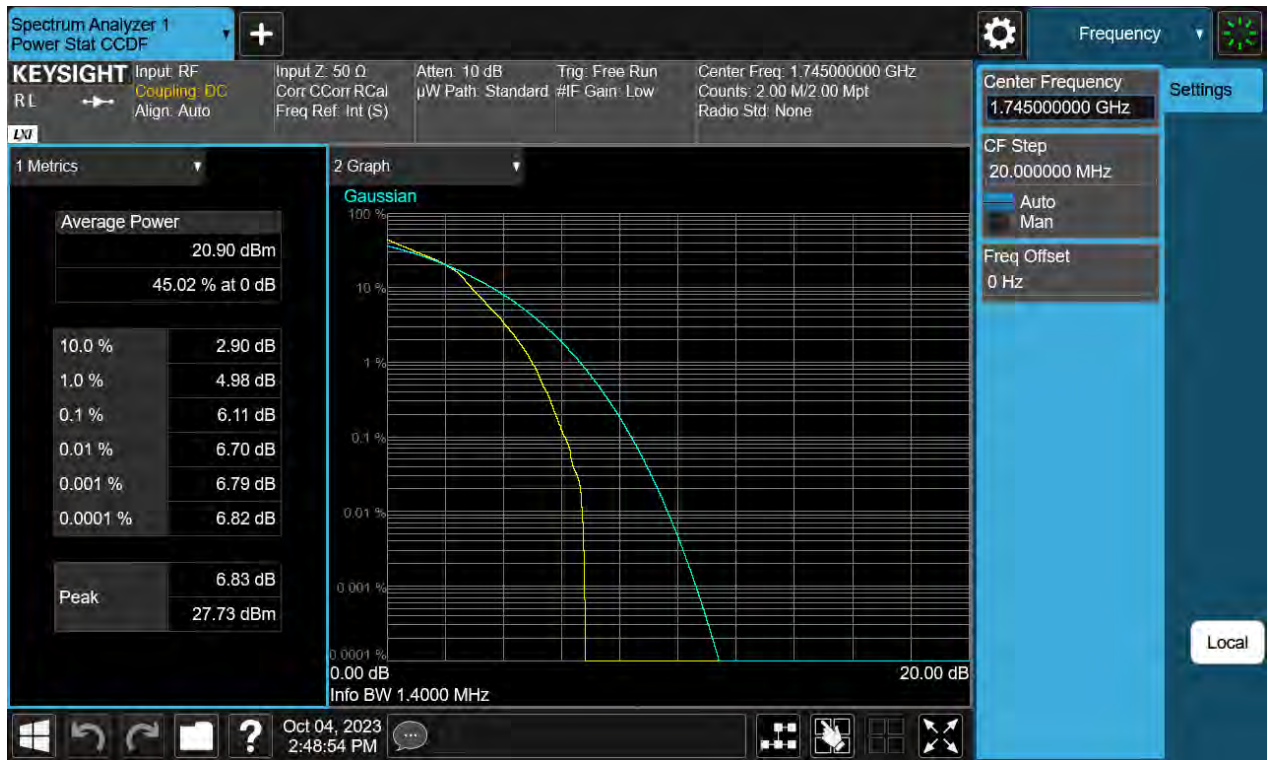 Spectrum Analyzer 1
Power Stat CCDF
Frequency
KEYSIGHT
RL
LXI
Input: RF
Coupling: DC
Align: Auto
Input Z: 50 Ω
Corr CCorr RCal
Freq Ref: Int (S)
Atten: 10 dB
µW Path: Standard
Trig: Free Run
#IF Gain: Low
Center Freq: 1.745000000 GHz
Counts: 2.00 M/2.00 Mpt
Radio Std: None
Center Frequency
1.745000000 GHz
Settings
CF Step
20.000000 MHz
Auto
Man
Freq Offset
0 Hz
Local
1 Metrics
Average Power
20.90 dBm
45.02 % at 0 dB
10.0 % 2.90 dB
1.0 % 4.98 dB
0.1 % 6.11 dB
0.01 % 6.70 dB
0.001 % 6.79 dB
0.0001 % 6.82 dB
Peak
6.83 dB
27.73 dBm
2 Graph
Gaussian
100 %
10 %
1 %
0.1 %
0.01 %
0.001 %
0.0001 %
0.00 dB 20.00 dB
Info BW 1.4000 MHz
?
Oct 04, 2023
2:48:54 PM